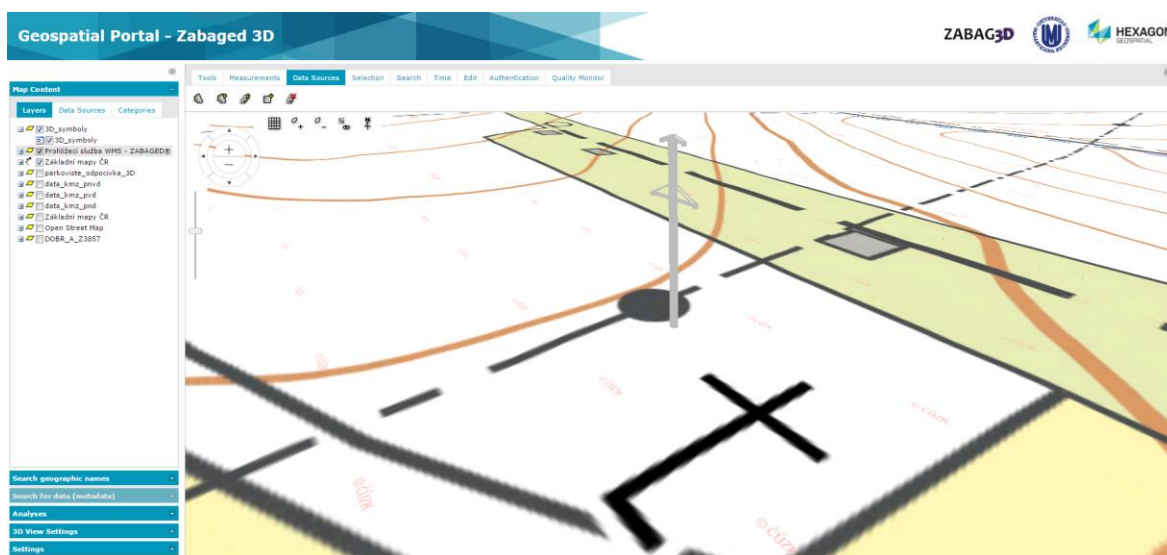 Geospatial Portal - Zabaged 3D
ZABAG3D
HEXAGON
GEOSPATIAL
Map Content
Layers Data Sources Categories
3D_symboly
3D_symboly
Prohlížecí služba WMS - ZABAGED®
Základní mapy ČR
parkoviste_odpocivka_3D
data_kmz_pnvd
data_kmz_pvd
data_kmz_pnd
Základní mapy ČR
Open Street Map
DOBR_A_Z3857
Search geographic names
Search for data (metadata)
Analyses
3D View Settings
Settings
Tools Measurements Data Sources Selection Search Time Edit Authentication Quality Monitor
© ČÚZK
© ČÚZK
© ČÚZK
© ČÚZK
© ČÚZK